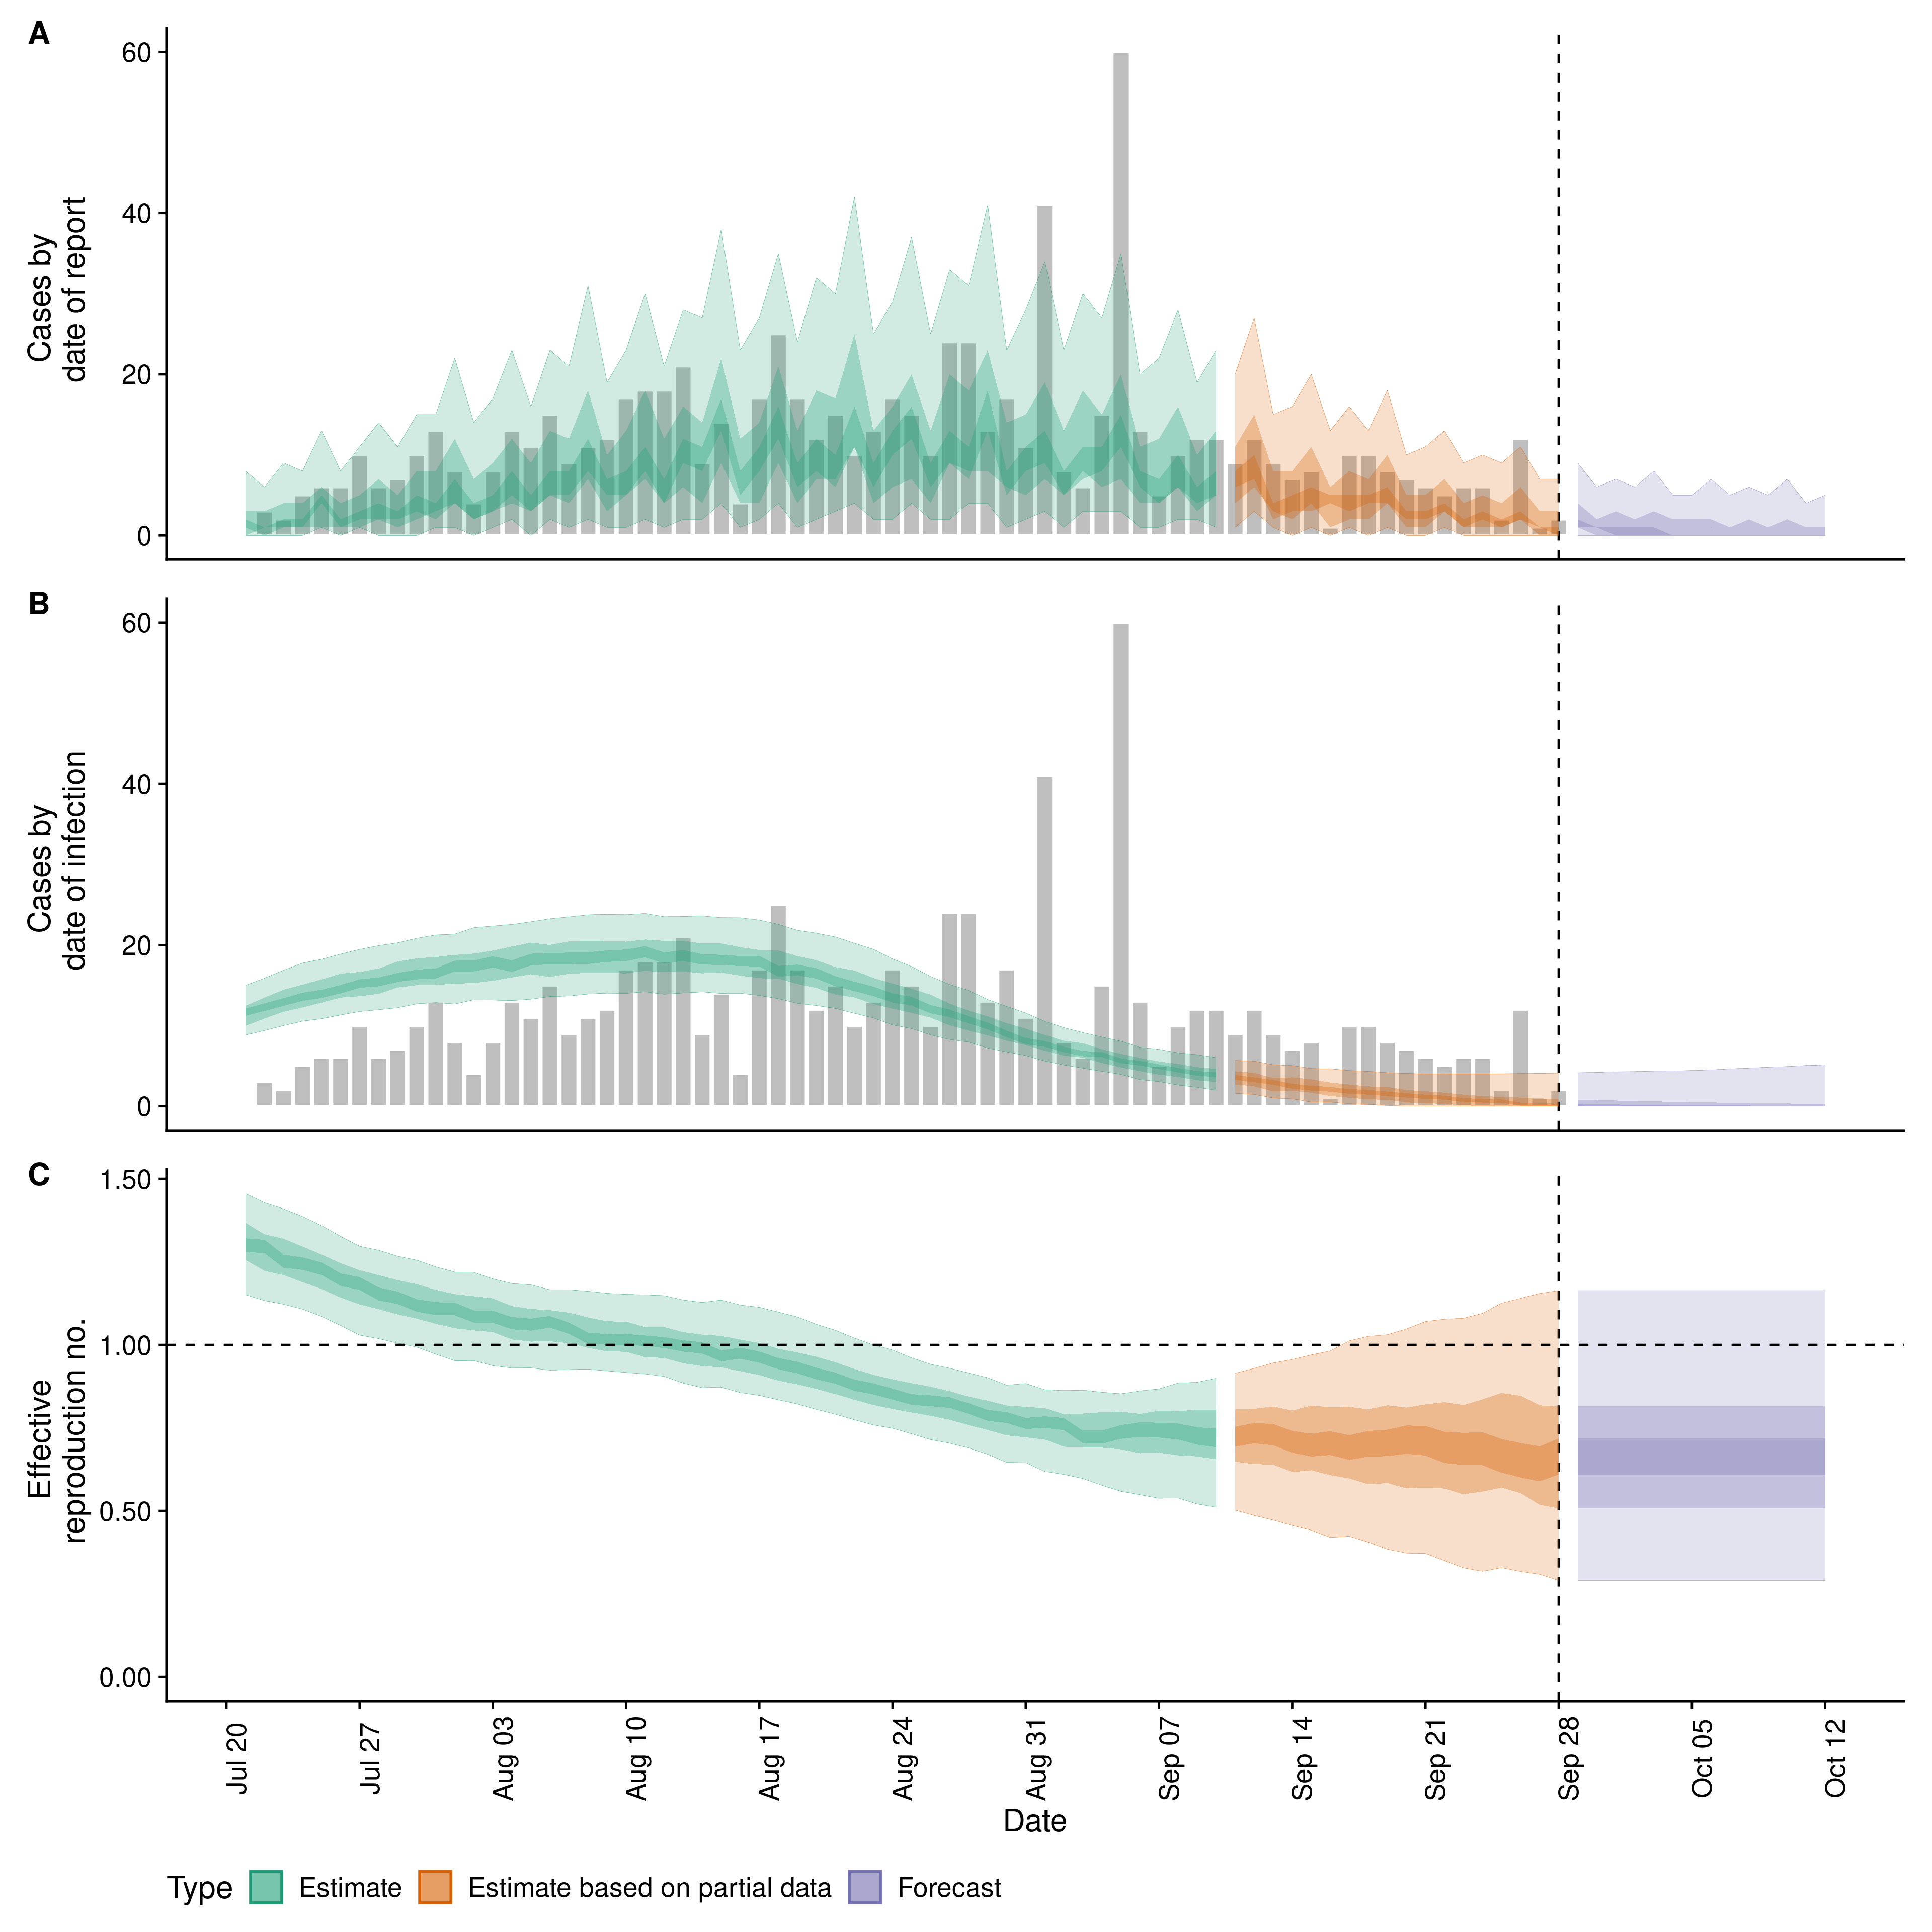 A
60
40
20
0
Cases by
date of report
B
60
40
20
0
Cases by
date of infection
C
1.50
1.00
0.50
0.00
Effective
reproduction no.
Jul 20
Jul 27
Aug 03
Aug 10
Aug 17
Aug 24
Aug 31
Sep 07
Sep 14
Sep 21
Sep 28
Oct 05
Oct 12
Date
Type
Estimate
Estimate based on partial data
Forecast